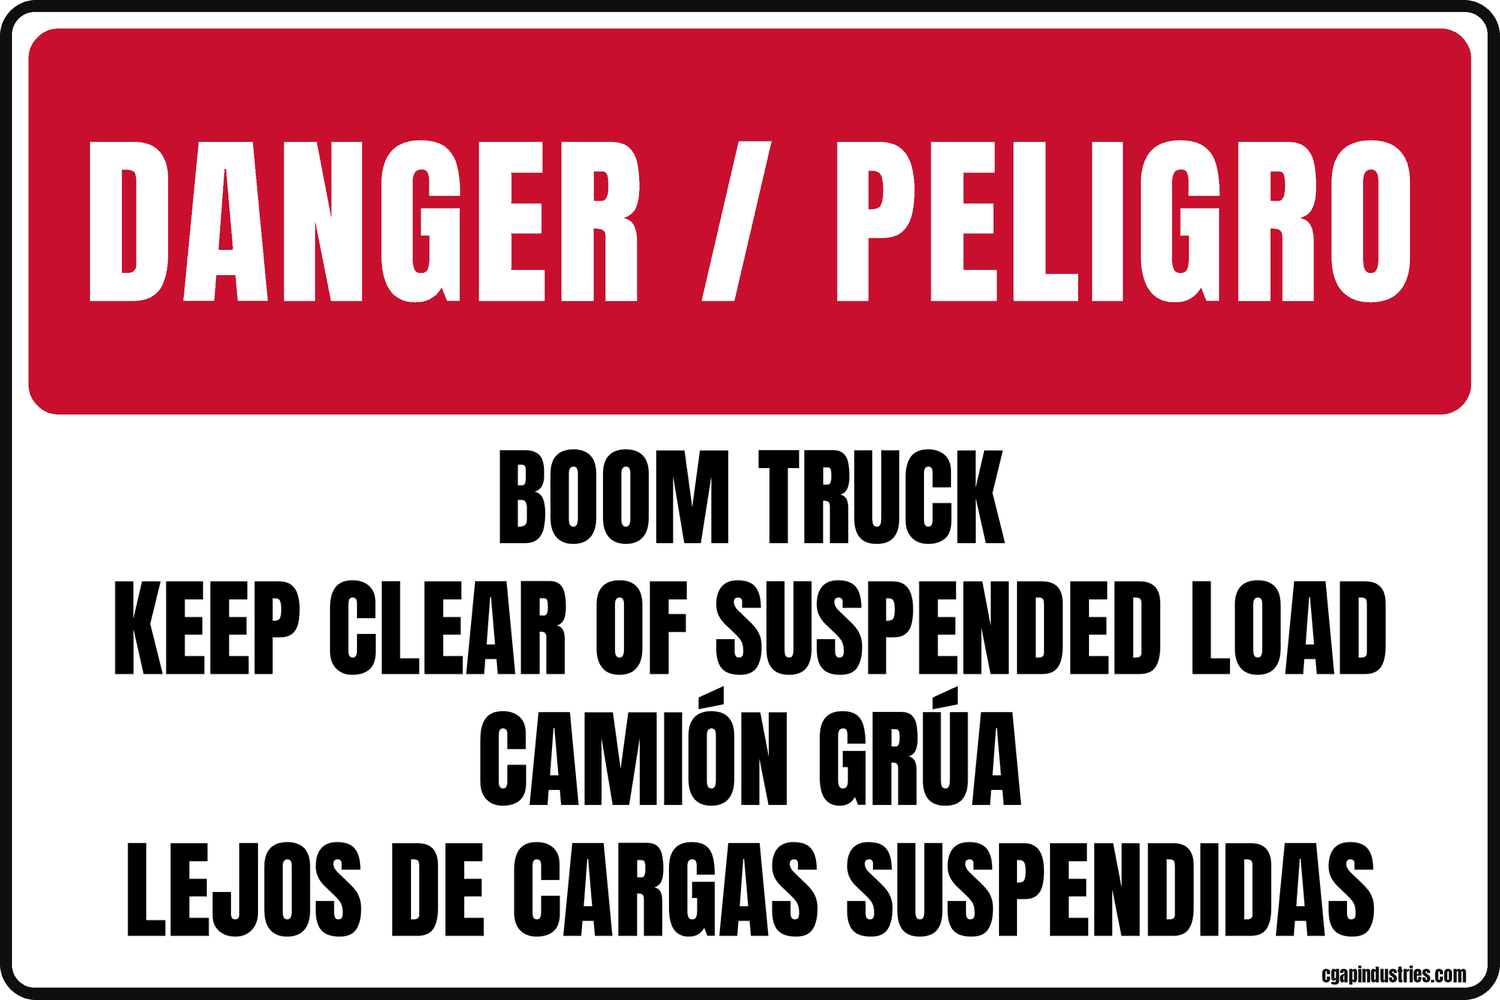 DANGER / PELIGRO
BOOM TRUCK
KEEP CLEAR OF SUSPENDED LOAD
CAMIÓN GRÚA
LEJOS DE CARGAS SUSPENDIDAS
cgapindustries.com